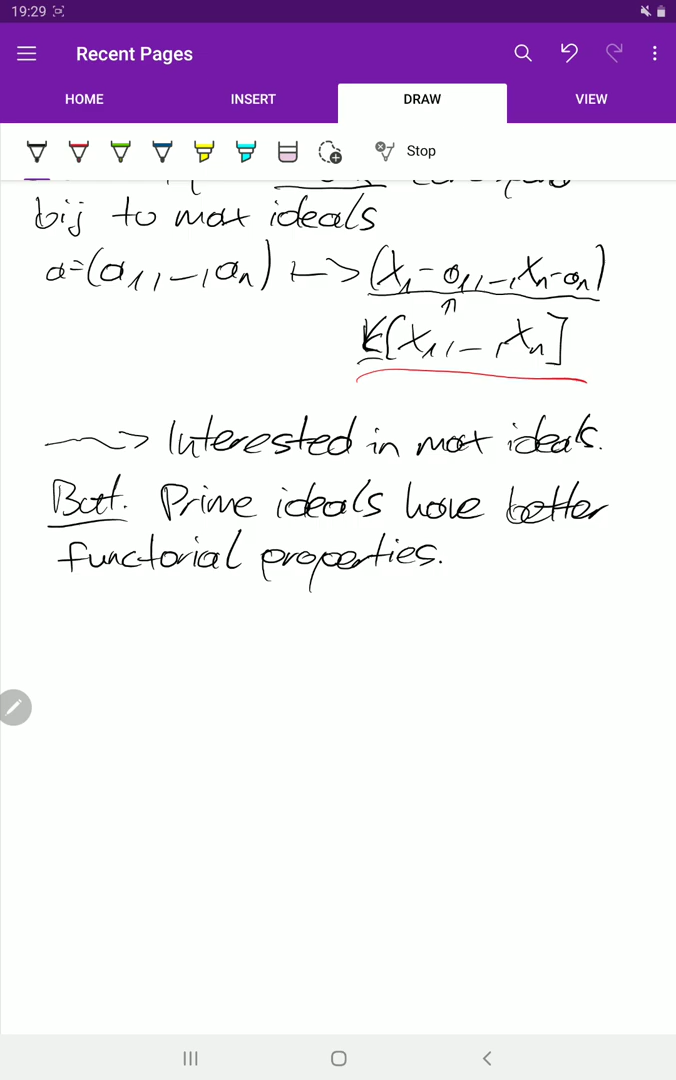 19:29
Recent Pages
HOME INSERT DRAW VIEW
Stop
bij to max ideals
a=(a₁,–,aₙ) ↦ (X₁–a₁,–,Xₙ–aₙ)
k[X₁,–,Xₙ]
⟿ Interested in max ideals.
But. Prime ideals have better
functorial properties.